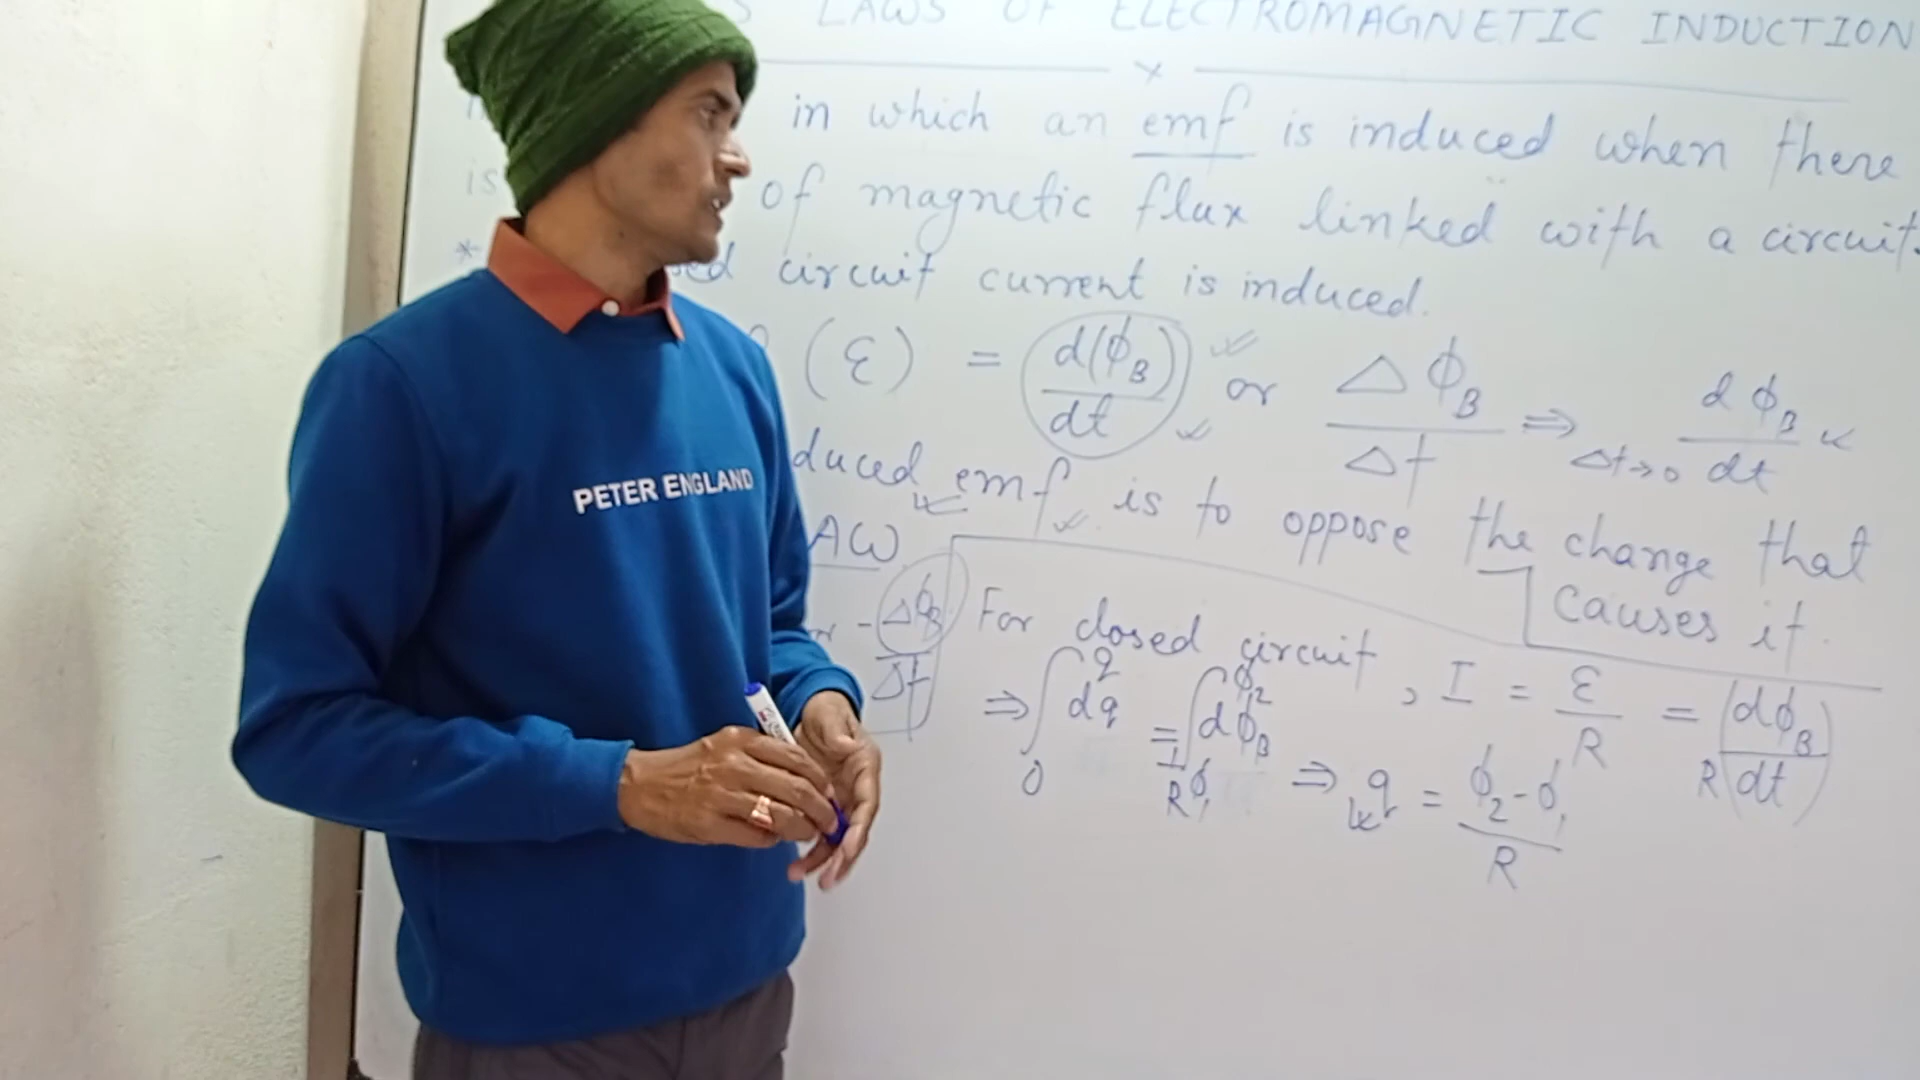 LAWS OF ELECTROMAGNETIC INDUCTION
in which an emf is induced when there
is of magnetic flux linked with a circuit.
* circuit current is induced.
(ε) = d(ϕB)/dt or ΔϕB/Δt ⇒ Δt→0 dϕB/dt
emf is to oppose the change that
causes it.
- ΔϕB/Δt
For closed circuit, I = ε/R = dϕB/R dt
⇒ ∫0^q dq = 1/R ∫ϕ1^ϕ2 dϕB ⇒ q = ϕ2-ϕ1/R
PETER ENGLAND